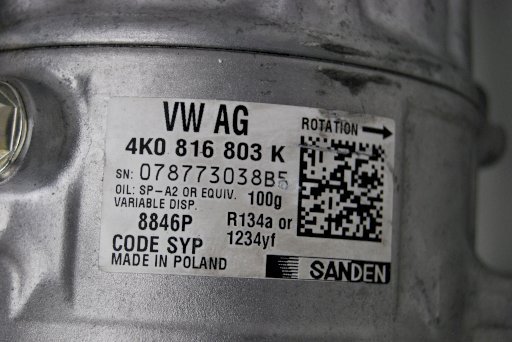 VW AG
ROTATION
4K0 816 803 K
SN: 078773038B5
OIL: SP-A2 OR EQUIV. 100g
VARIABLE DISP.
8846P R134a or
1234yf
CODE SYP
MADE IN POLAND
SANDEN